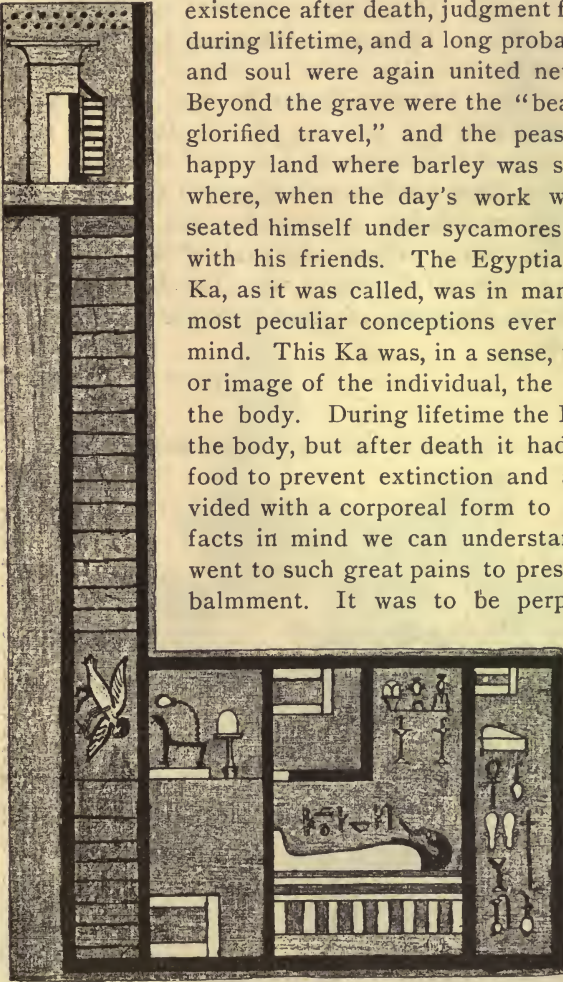 existence after death, judgment f
during lifetime, and a long proba
and soul were again united ne
Beyond the grave were the "bea
glorified travel," and the peas
happy land where barley was s
where, when the day's work w
seated himself under sycamores
with his friends. The Egyptia
Ka, as it was called, was in mar
most peculiar conceptions ever
mind. This Ka was, in a sense,
or image of the individual, the
the body. During lifetime the
the body, but after death it had
food to prevent extinction and
vided with a corporeal form to
facts in mind we can understa
went to such great pains to pres
balmment. It was to be perp